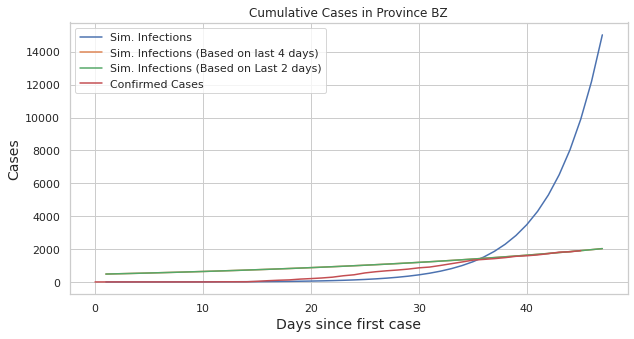 Cumulative Cases in Province BZ
Sim. Infections
Sim. Infections (Based on last 4 days)
Sim. Infections (Based on Last 2 days)
Confirmed Cases
Cases
14000
12000
10000
8000
6000
4000
2000
0
0 10 20 30 40
Days since first case